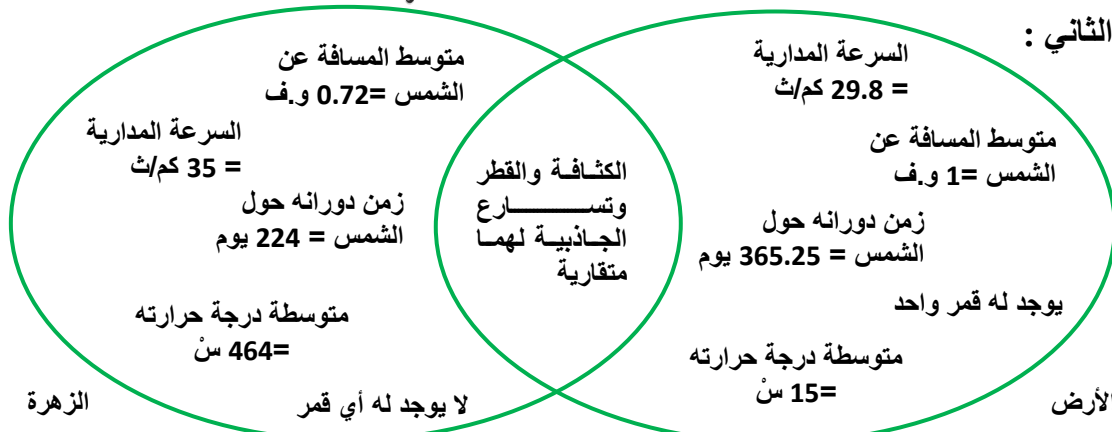 الثاني :
السرعة المدارية
= 29.8 كم/ث
متوسط المسافة عن
الشمس =1 و.ف
زمن دورانه حول
الشمس = 365.25 يوم
يوجد له قمر واحد
متوسطة درجة حرارته
=15 سْ
الأرض
الكثافة والقطر
وتســـــــارع
الجاذبية لهما
متقاربة
متوسط المسافة عن
الشمس =0.72 و.ف
السرعة المدارية
= 35 كم/ث
زمن دورانه حول
الشمس = 224 يوم
متوسطة درجة حرارته
=464 سْ
لا يوجد له أي قمر
الزهرة